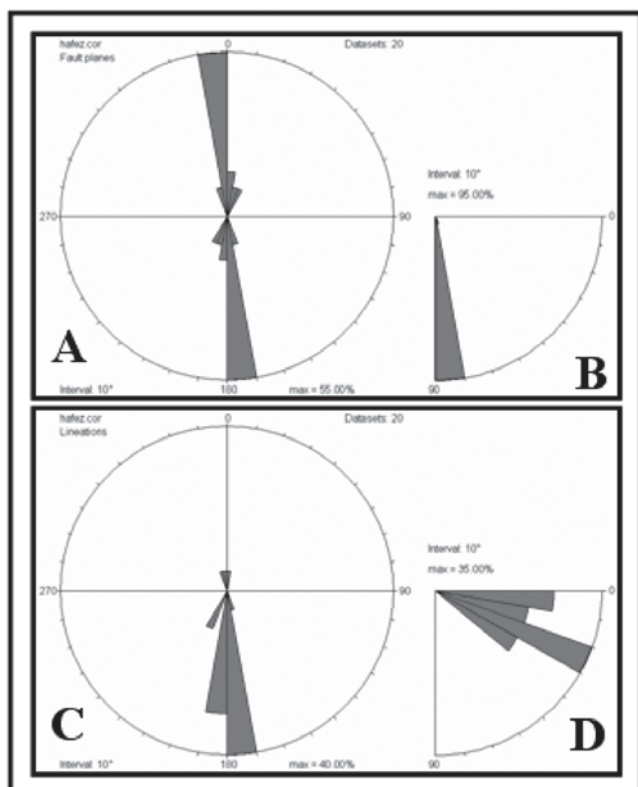 hafez.cor
Fault planes
0
Datasets: 20
Interval: 10°
max = 95.00%
270
90
0
A
B
Interval: 10°
180
max = 55.00%
90
hafez.cor
Lineations
0
Datasets: 20
Interval: 10°
max = 35.00%
270
90
0
C
D
Interval: 10°
180
max = 40.00%
90